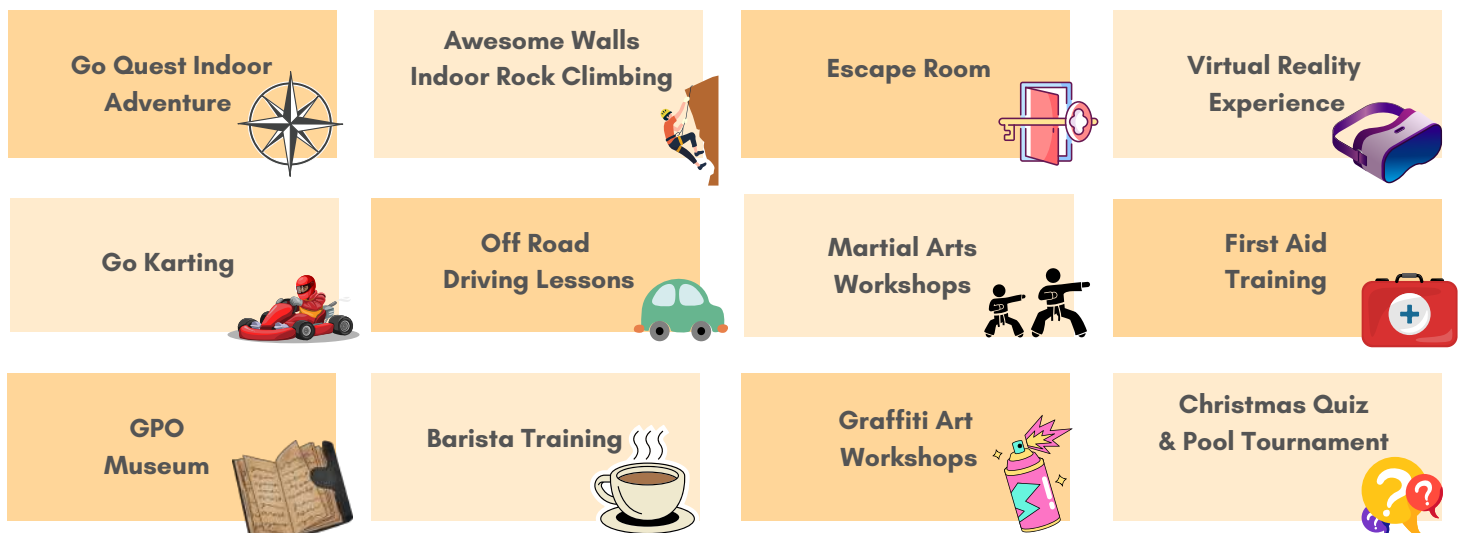 Go Quest Indoor
Adventure
Awesome Walls
Indoor Rock Climbing
Escape Room
Virtual Reality
Experience
Go Karting
Off Road
Driving Lessons
Martial Arts
Workshops
First Aid
Training
GPO
Museum
Barista Training
Graffiti Art
Workshops
Christmas Quiz
& Pool Tournament